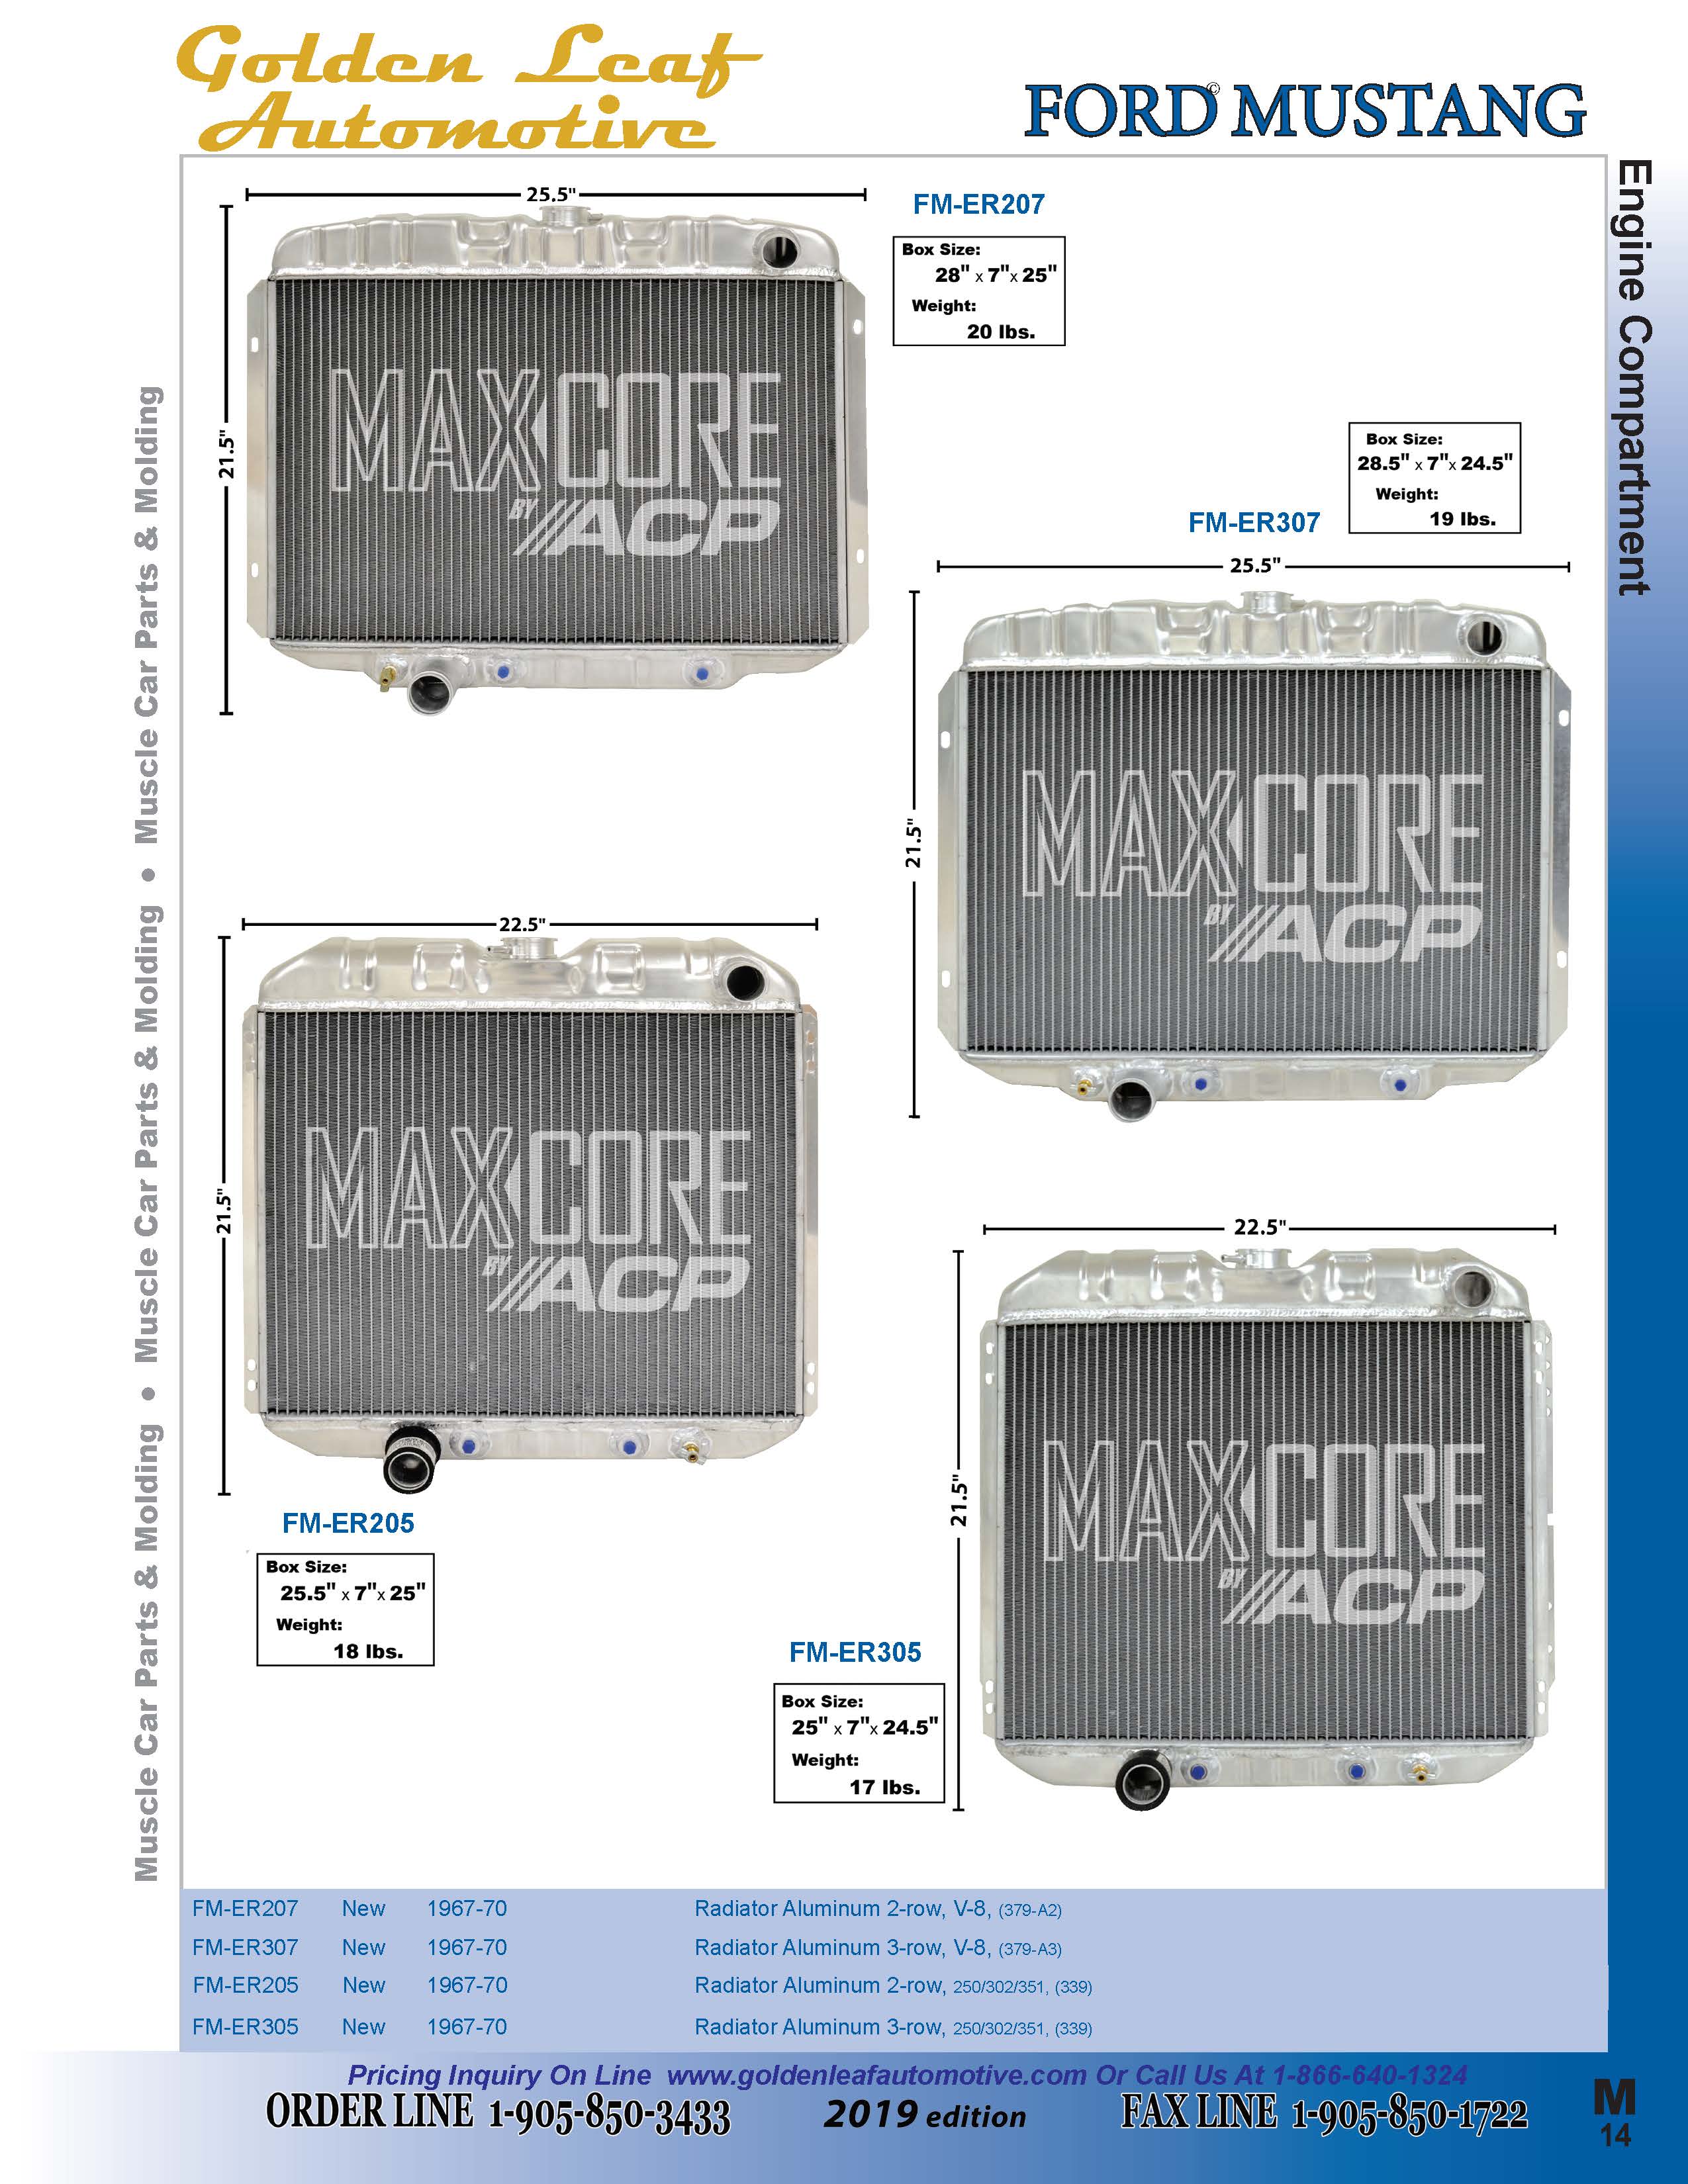 Golden Leaf
Automotive
FORD© MUSTANG
Engine Compartment
Muscle Car Parts & Molding • Muscle Car Parts & Molding • Muscle Car Parts & Molding
25.5"
21.5"
FM-ER207
Box Size:
28" x 7"x 25"
Weight:
20 lbs.
MAXCORE
BY ACP
Box Size:
28.5" x 7"x 24.5"
Weight:
19 lbs.
FM-ER307
25.5"
21.5"
MAXCORE
BY ACP
22.5"
21.5"
MAXCORE
BY ACP
FM-ER205
Box Size:
25.5" x 7"x 25"
Weight:
18 lbs.
22.5"
21.5"
MAXCORE
BY ACP
FM-ER305
Box Size:
25" x 7"x 24.5"
Weight:
17 lbs.
FM-ER207 New 1967-70 Radiator Aluminum 2-row, V-8, (379-A2)
FM-ER307 New 1967-70 Radiator Aluminum 3-row, V-8, (379-A3)
FM-ER205 New 1967-70 Radiator Aluminum 2-row, 250/302/351, (339)
FM-ER305 New 1967-70 Radiator Aluminum 3-row, 250/302/351, (339)
Pricing Inquiry On Line www.goldenleafautomotive.com Or Call Us At 1-866-640-1324
ORDER LINE 1-905-850-3433 2019 edition FAX LINE 1-905-850-1722
M
14